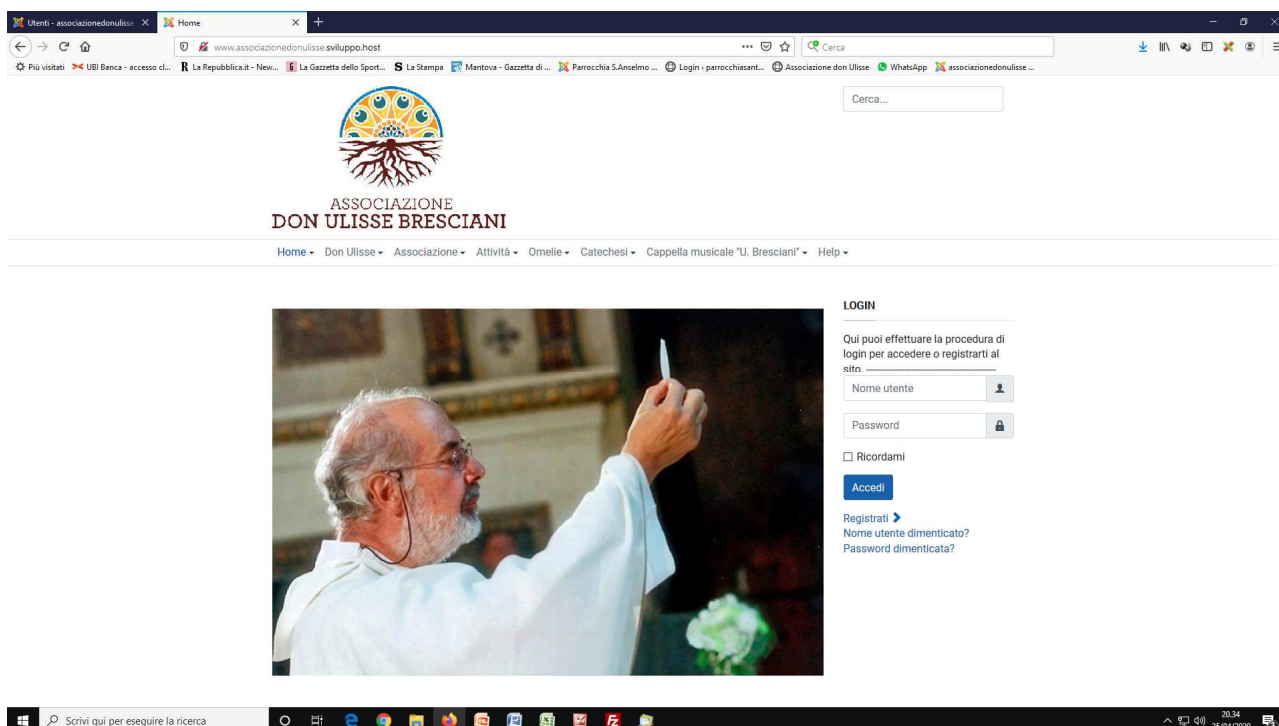 Utenti - associazionedonulisse
Home
www.associazionedonulisse.sviluppo.host
Cerca
Più visitati
UBI Banca - accesso cl...
La Repubblica.it - New...
La Gazzetta dello Sport...
La Stampa
Mantova - Gazzetta di ...
Parrocchia S.Anselmo ...
Login ‹ parrocchiasant...
Associazione don Ulisse
WhatsApp
associazionedonulisse ...
Cerca...
ASSOCIAZIONE
DON ULISSE BRESCIANI
Home Don Ulisse Associazione Attività Omelie Catechesi Cappella musicale "U. Bresciani" Help
LOGIN
Qui puoi effettuare la procedura di
login per accedere o registrarti al
sito. ----------------------------------------
Nome utente
Password
Ricordami
Accedi
Registrati
Nome utente dimenticato?
Password dimenticata?
Scrivi qui per eseguire la ricerca
20.34
25/04/2020